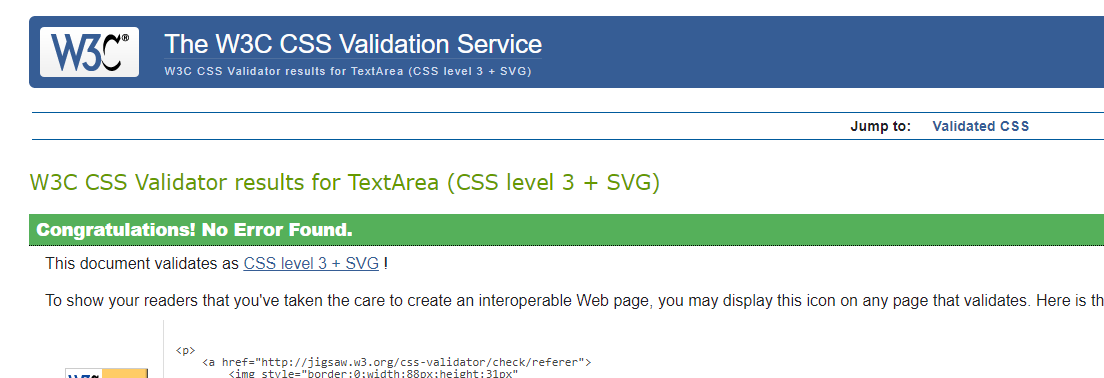 W3C®
The W3C CSS Validation Service
W3C CSS Validator results for TextArea (CSS level 3 + SVG)
Jump to: Validated CSS
W3C CSS Validator results for TextArea (CSS level 3 + SVG)
Congratulations! No Error Found.
This document validates as CSS level 3 + SVG !
To show your readers that you've taken the care to create an interoperable Web page, you may display this icon on any page that validates. Here is th
<p>
<a href="http://jigsaw.w3.org/css-validator/check/referer">
<img style="border:0;width:88px;height:31px"